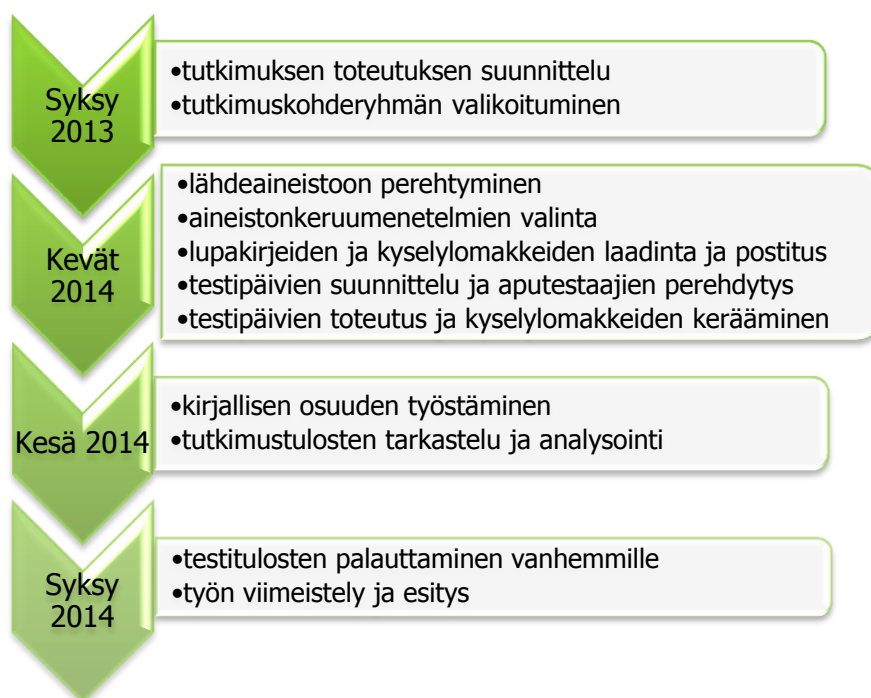 Syksy
2013
•tutkimuksen toteutuksen suunnittelu
•tutkimuskohderyhmän valikoituminen
Kevät
2014
•lähdeaineistoon perehtyminen
•aineistonkeruumenetelmien valinta
•lupakirjeiden ja kyselylomakkeiden laadinta ja postitus
•testipäivien suunnittelu ja aputestaajien perehdytys
•testipäivien toteutus ja kyselylomakkeiden kerääminen
Kesä 2014
•kirjallisen osuuden työstäminen
•tutkimustulosten tarkastelu ja analysointi
Syksy
2014
•testitulosten palauttaminen vanhemmille
•työn viimeistely ja esitys